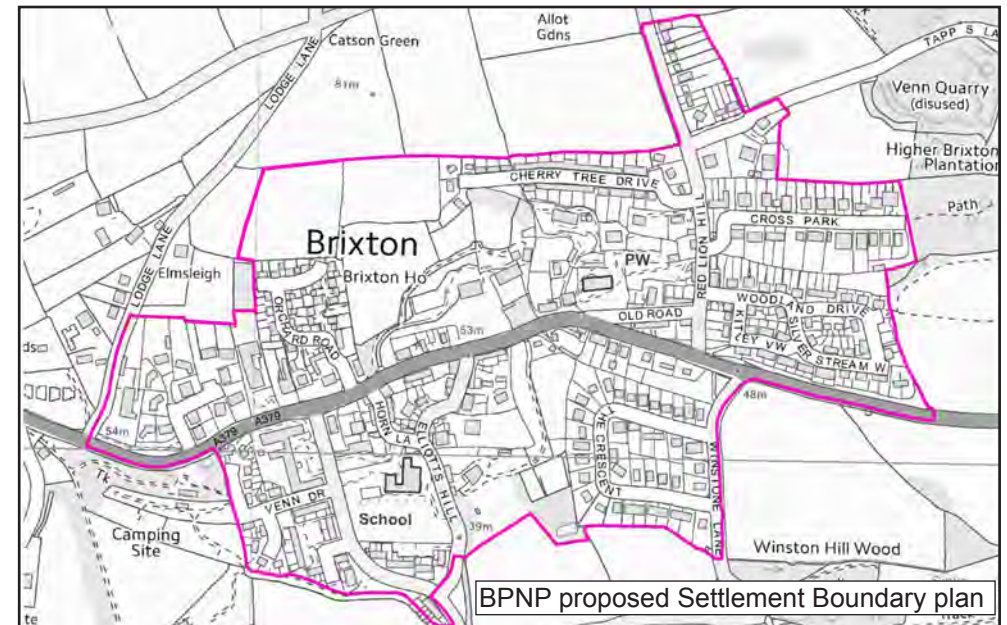 Allot
Gdns
Catson Green
LODGE LANE
81m
TAPP S LA
Venn Quarry
(disused)
Higher Brixton
Plantation
CHERRY TREE DRIVE
Path
CROSS PARK
RED LION HILL
Brixton
Brixton Ho
PW
LODGE LANE
Elmsleigh
ORCHARD ROAD
WOODLAND DRIVE
OLD ROAD
KITLEY VW
SILVER STREAM W
53m
48m
A379
A379
54m
HORN LA
ELLIOTTS HILL
THE CRESCENT
WINSTONE LANE
Tk
VENN DR
School
39m
Camping
Site
Winston Hill Wood
BPNP proposed Settlement Boundary plan